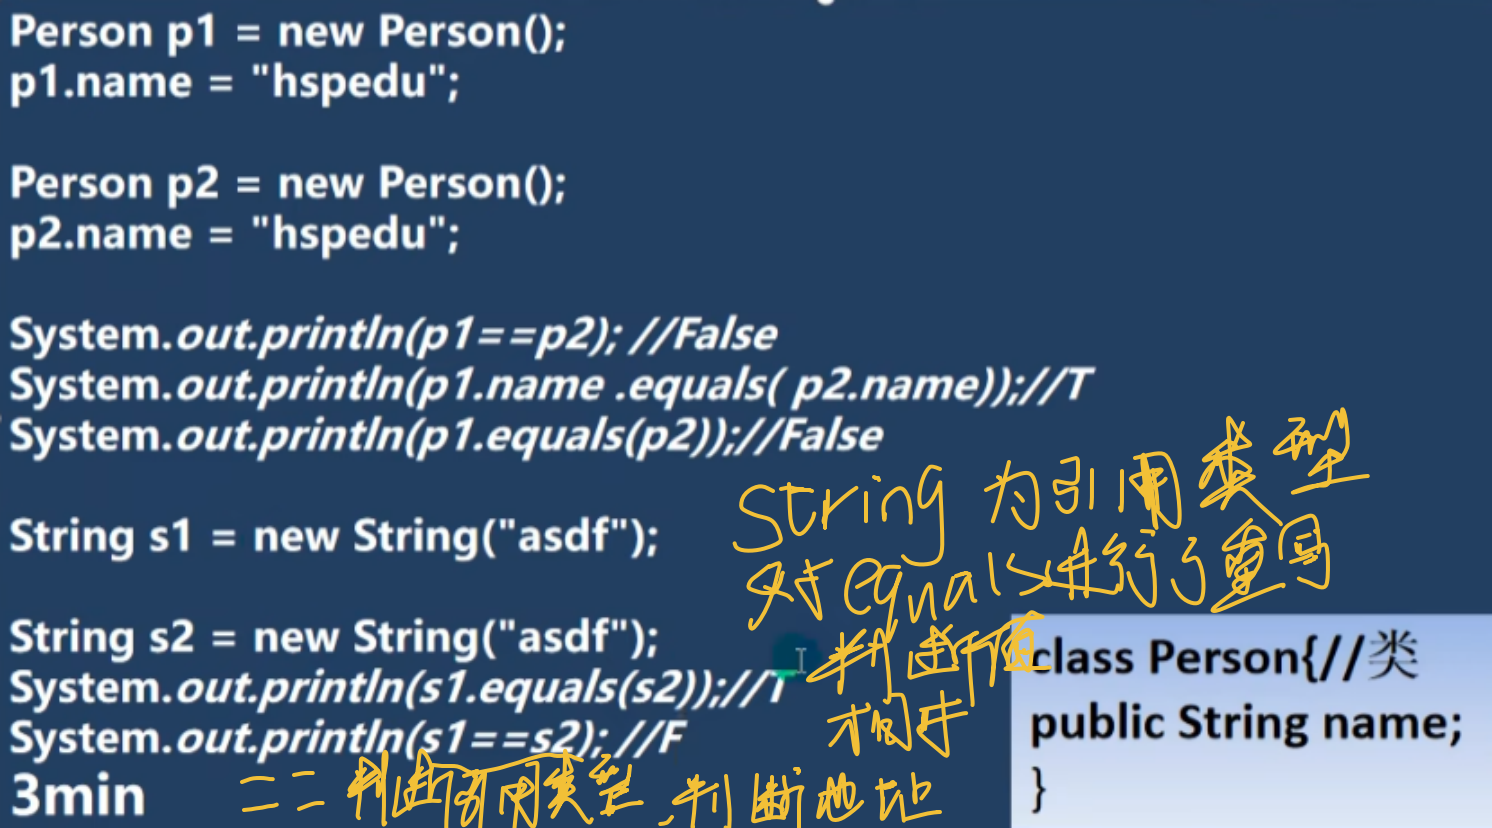 Person p1 = new Person();
p1.name = "hspedu";
Person p2 = new Person();
p2.name = "hspedu";
System.out.println(p1==p2); //False
System.out.println(p1.name .equals( p2.name));//T
System.out.println(p1.equals(p2));//False
String s1 = new String("asdf");
String s2 = new String("asdf");
System.out.println(s1.equals(s2));//T
System.out.println(s1==s2); //F
3min
String 为引用类型
对equals进行了重写
判断值
相等
== 判断引用类型,判断地址
class Person{//类
public String name;
}